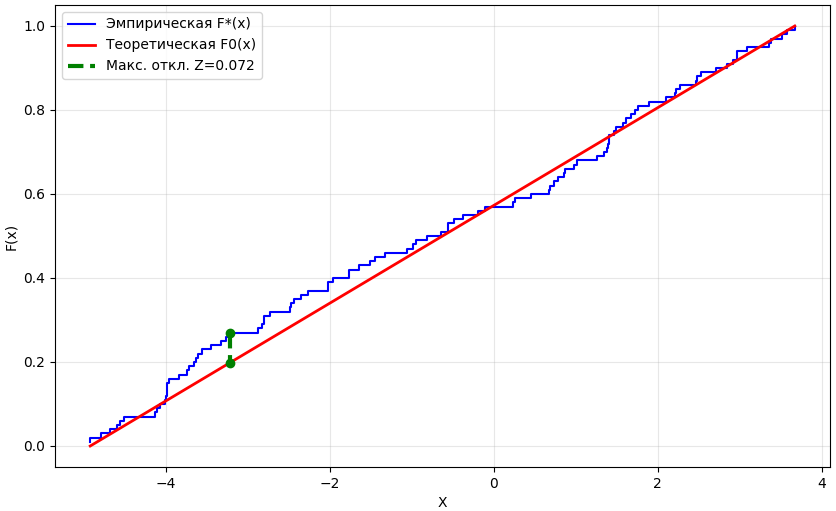 Эмпирическая F*(x)
Теоретическая F0(x)
Макс. откл. Z=0.072
1.0
0.8
0.6
0.4
0.2
0.0
F(x)
−4
−2
0
2
4
X